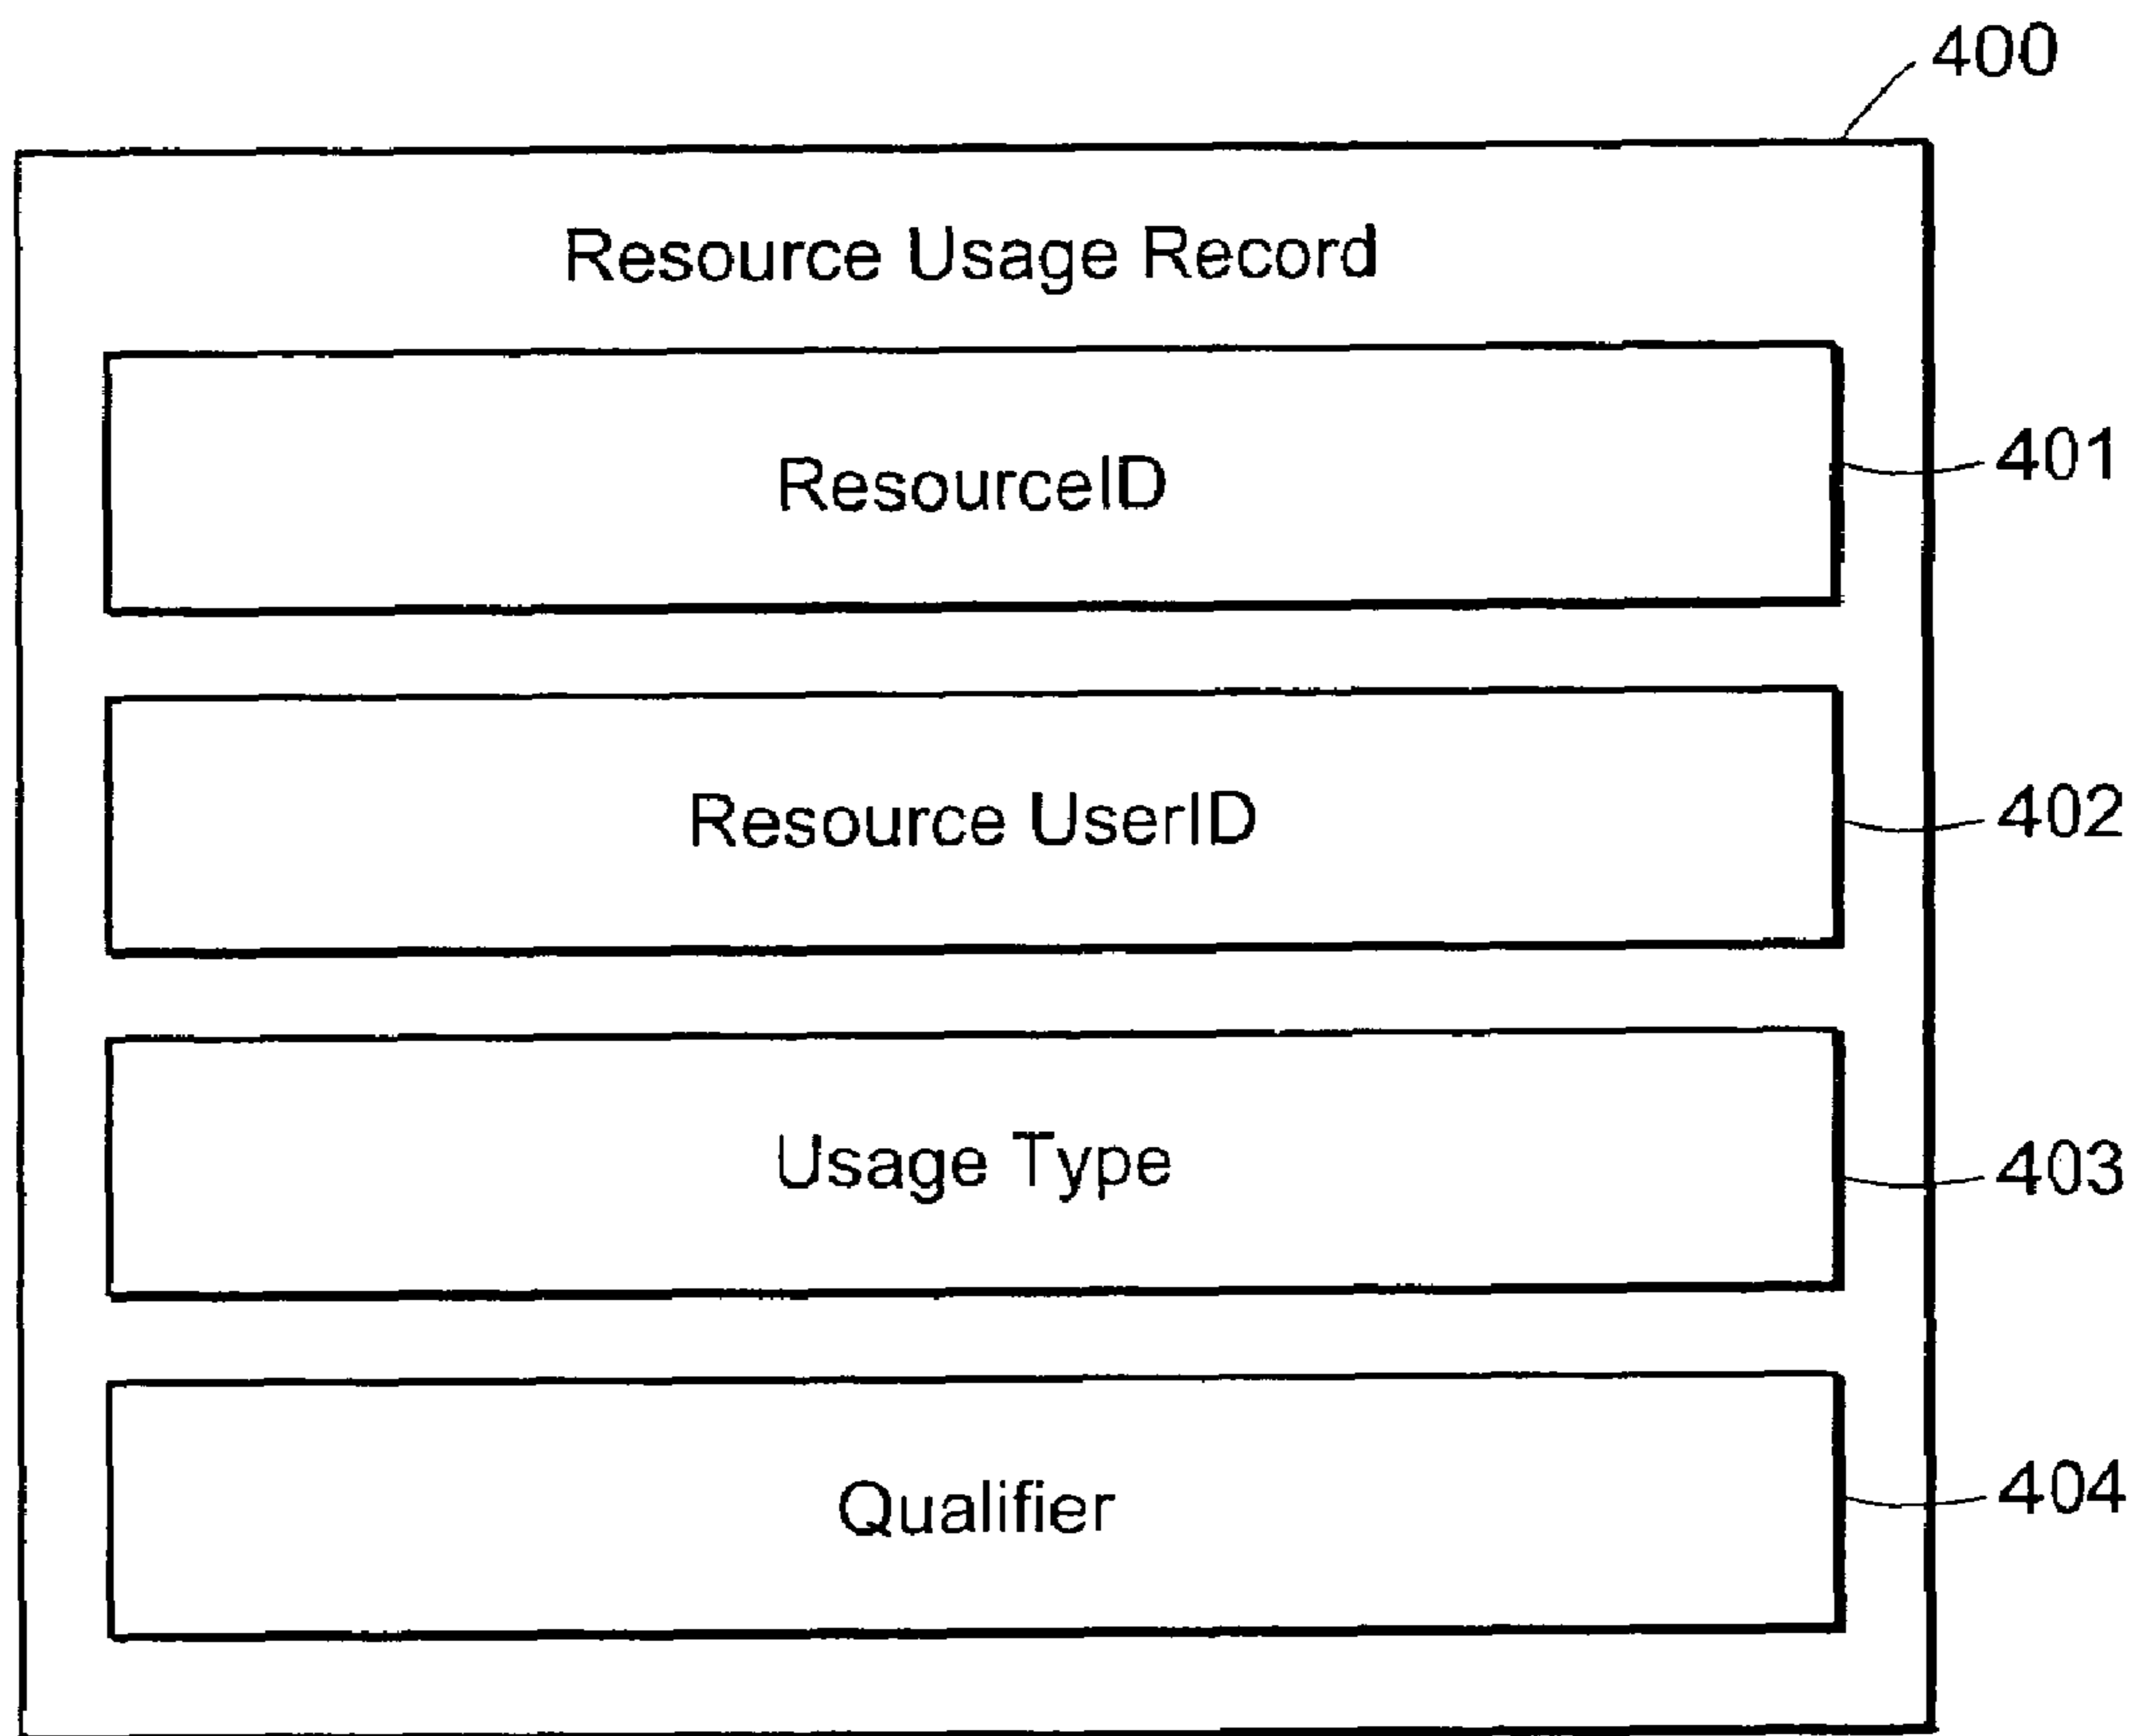 400
Resource Usage Record
ResourceID
401
Resource UserID
402
Usage Type
403
Qualifier
404